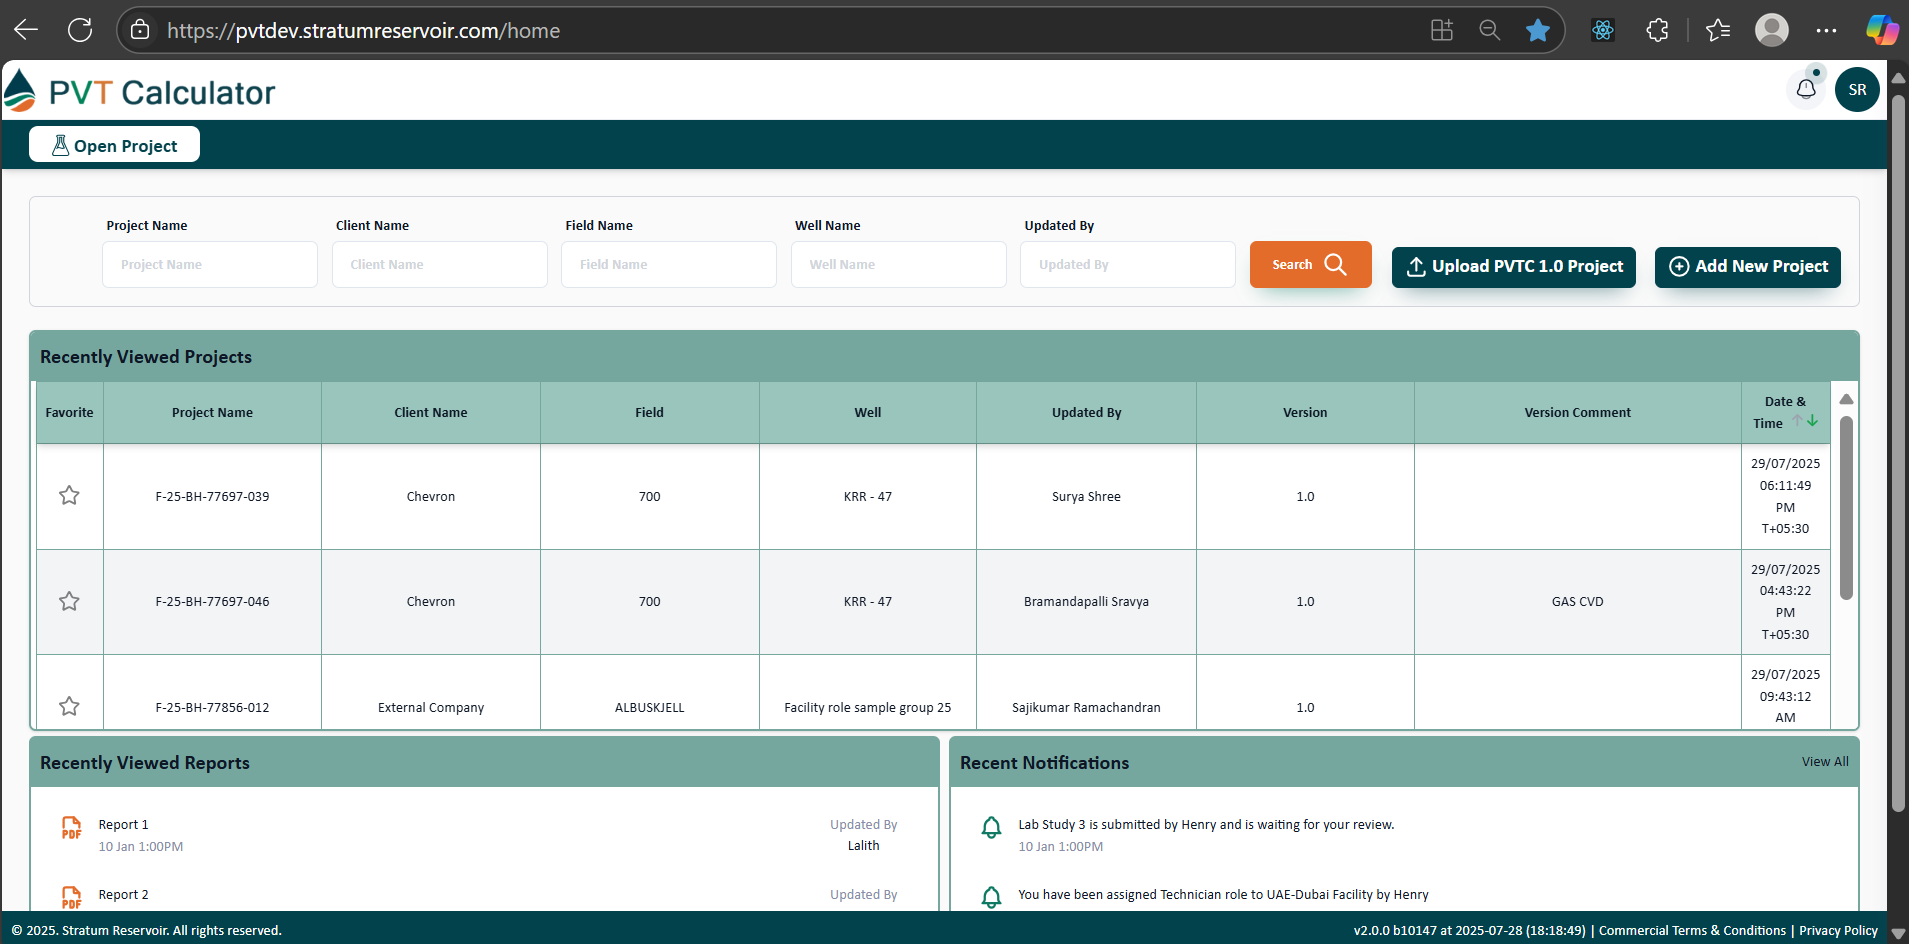 https://pvtdev.stratumreservoir.com/home
PVT Calculator
SR
Open Project
Project Name
Client Name
Field Name
Well Name
Updated By
Project Name
Client Name
Field Name
Well Name
Updated By
Search
Upload PVTC 1.0 Project
Add New Project
Recently Viewed Projects
Favorite
Project Name
Client Name
Field
Well
Updated By
Version
Version Comment
Date &
Time
F-25-BH-77697-039
Chevron
700
KRR - 47
Surya Shree
1.0
29/07/2025
06:11:49
PM
T+05:30
F-25-BH-77697-046
Chevron
700
KRR - 47
Bramandapalli Sravya
1.0
GAS CVD
29/07/2025
04:43:22
PM
T+05:30
F-25-BH-77856-012
External Company
ALBUSKJELL
Facility role sample group 25
Sajikumar Ramachandran
1.0
29/07/2025
09:43:12
AM
Recently Viewed Reports
PDF
Report 1
10 Jan 1:00PM
Updated By
Lalith
PDF
Report 2
Updated By
Recent Notifications
View All
Lab Study 3 is submitted by Henry and is waiting for your review.
10 Jan 1:00PM
You have been assigned Technician role to UAE-Dubai Facility by Henry
© 2025. Stratum Reservoir. All rights reserved.
v2.0.0 b10147 at 2025-07-28 (18:18:49) | Commercial Terms & Conditions | Privacy Policy